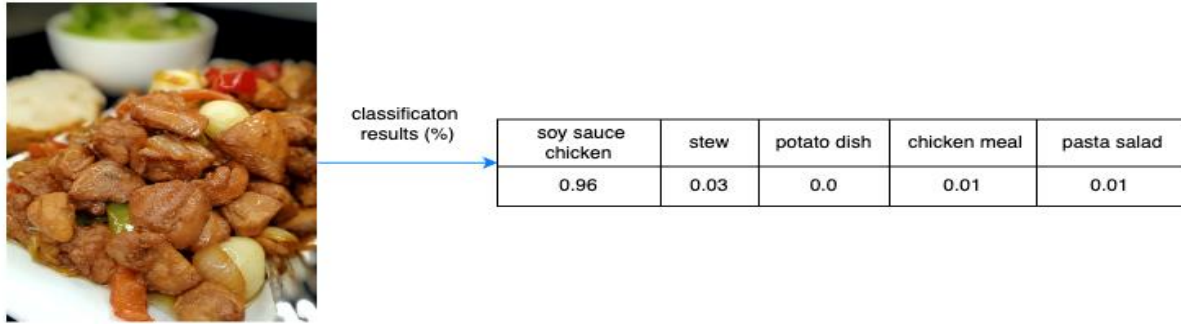 classificaton
results (%)
soy sauce
chicken
stew
potato dish
chicken meal
pasta salad
0.96
0.03
0.0
0.01
0.01